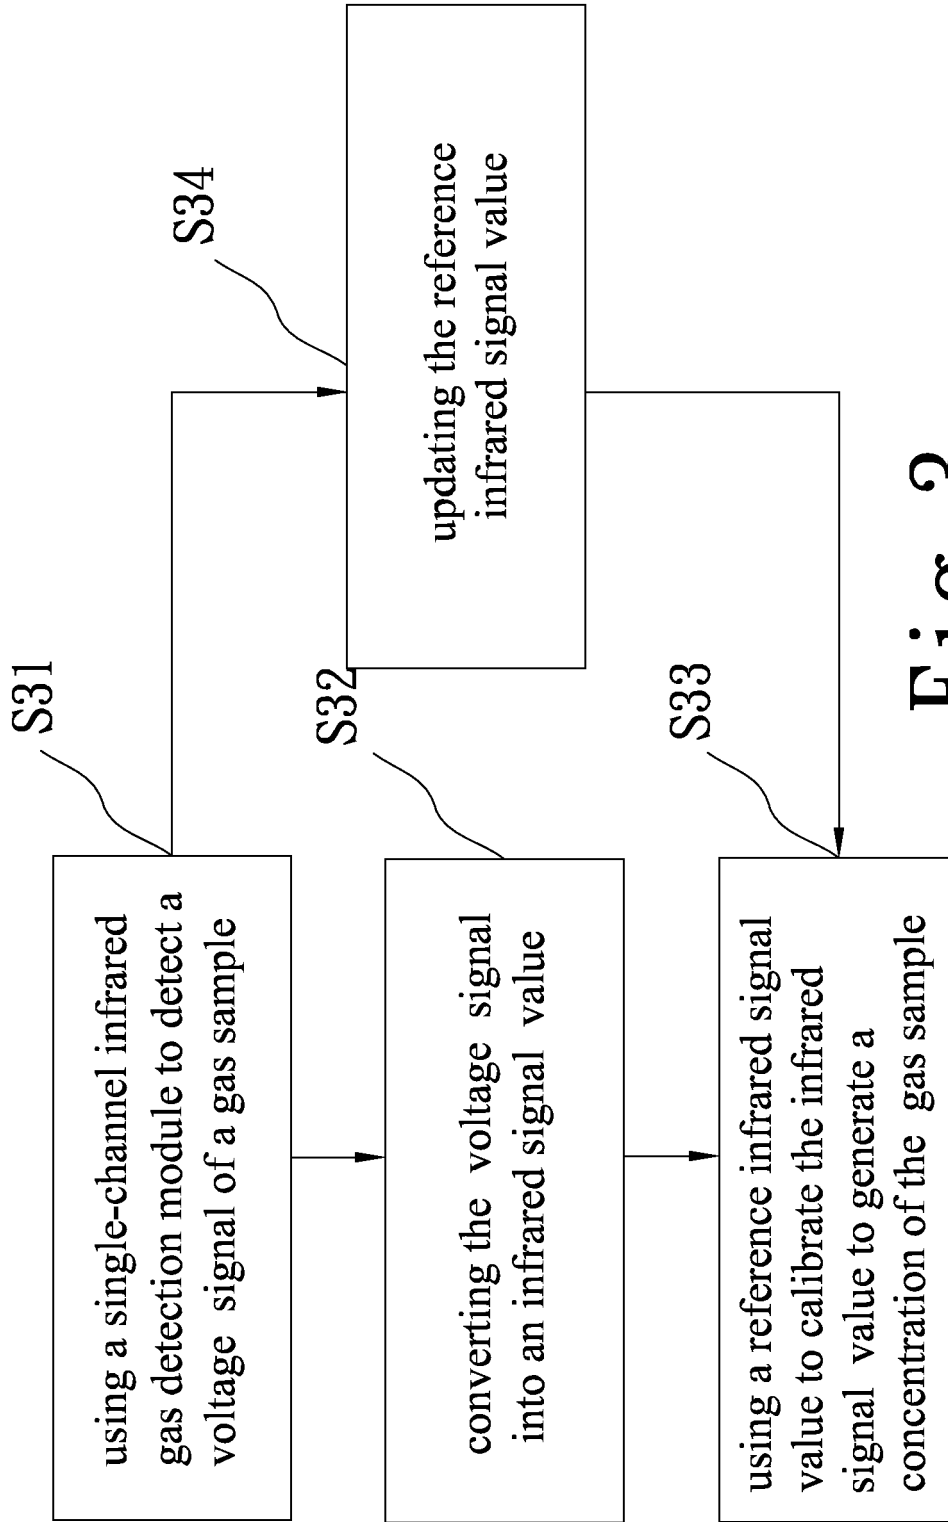 S31
using a single-channel infrared
gas detection module to detect a
voltage signal of a gas sample
S32
converting the voltage signal
into an infrared signal value
S33
using a reference infrared signal
value to calibrate the infrared
signal value to generate a
concentration of the gas sample
S34
updating the reference
infrared signal value